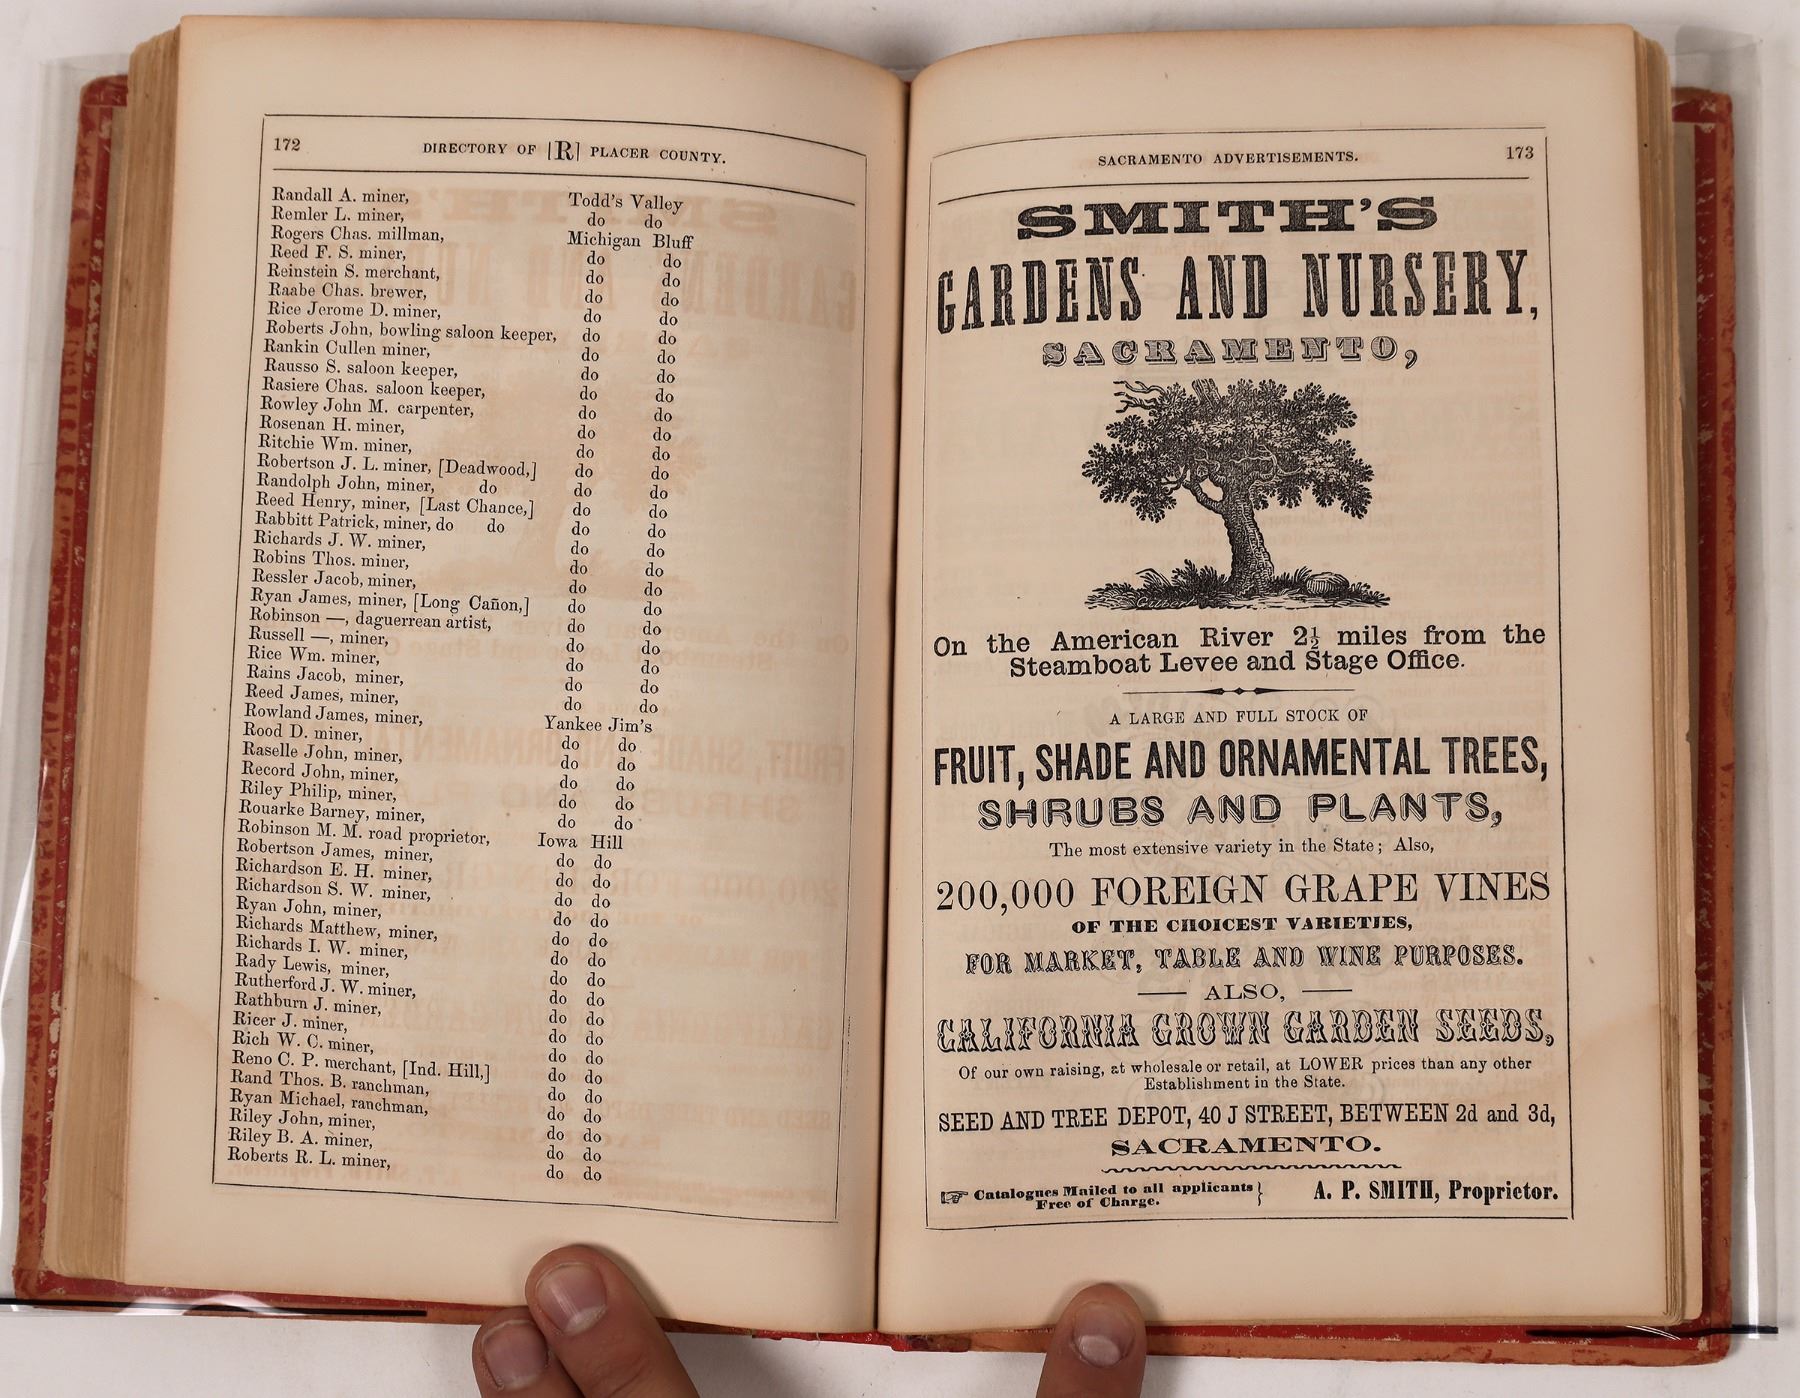 172 DIRECTORY OF [R] PLACER COUNTY.
Randall A. miner, Todd's Valley
Remler L. miner, do do
Rogers Chas. millman, Michigan Bluff
Reed F. S. miner, do do
Reinstein S. merchant, do do
Raabe Chas. brewer, do do
Rice Jerome D. miner, do do
Roberts John, bowling saloon keeper, do do
Rankin Cullen miner, do do
Rausso S. saloon keeper, do do
Rasiere Chas. saloon keeper, do do
Rowley John M. carpenter, do do
Rosenan H. miner, do do
Ritchie Wm. miner, do do
Robertson J. L. miner, [Deadwood,] do do
Randolph John, miner, do do do
Reed Henry, miner, [Last Chance,] do do
Rabbitt Patrick, miner, do do do do
Richards J. W. miner, do do
Robins Thos. miner, do do
Ressler Jacob, miner, do do
Ryan James, miner, [Long Cañon,] do do
Robinson —, daguerrean artist, do do
Russell —, miner, do do
Rice Wm. miner, do do
Rains Jacob, miner, do do
Reed James, miner, do do
Rowland James, miner, Yankee Jim's
Rood D. miner, do do
Raselle John, miner, do do
Record John, miner, do do
Riley Philip, miner, do do
Rouarke Barney, miner, do do
Robinson M. M. road proprietor, Iowa Hill
Robertson James, miner, do do
Richardson E. H. miner, do do
Richardson S. W. miner, do do
Ryan John, miner, do do
Richards Matthew, miner, do do
Richards I. W. miner, do do
Rady Lewis, miner, do do
Rutherford J. W. miner, do do
Rathburn J. miner, do do
Ricer J. miner, do do
Rich W. C. miner, do do
Reno C. P. merchant, [Ind. Hill,] do do
Rand Thos. B. ranchman, do do
Ryan Michael, ranchman, do do
Riley John, miner, do do
Riley B. A. miner, do do
Roberts R. L. miner, do do
SACRAMENTO ADVERTISEMENTS. 173
SMITH'S
GARDENS AND NURSERY,
SACRAMENTO,
On the American River 2½ miles from the
Steamboat Levee and Stage Office.
A LARGE AND FULL STOCK OF
FRUIT, SHADE AND ORNAMENTAL TREES,
SHRUBS AND PLANTS,
The most extensive variety in the State; Also,
200,000 FOREIGN GRAPE VINES
OF THE CHOICEST VARIETIES,
FOR MARKET, TABLE AND WINE PURPOSES.
— ALSO, —
CALIFORNIA GROWN GARDEN SEEDS,
Of our own raising, at wholesale or retail, at LOWER prices than any other
Establishment in the State.
SEED AND TREE DEPOT, 40 J STREET, BETWEEN 2d and 3d,
SACRAMENTO.
☞ Catalogues Mailed to all applicants }
Free of Charge.
A. P. SMITH, Proprietor.